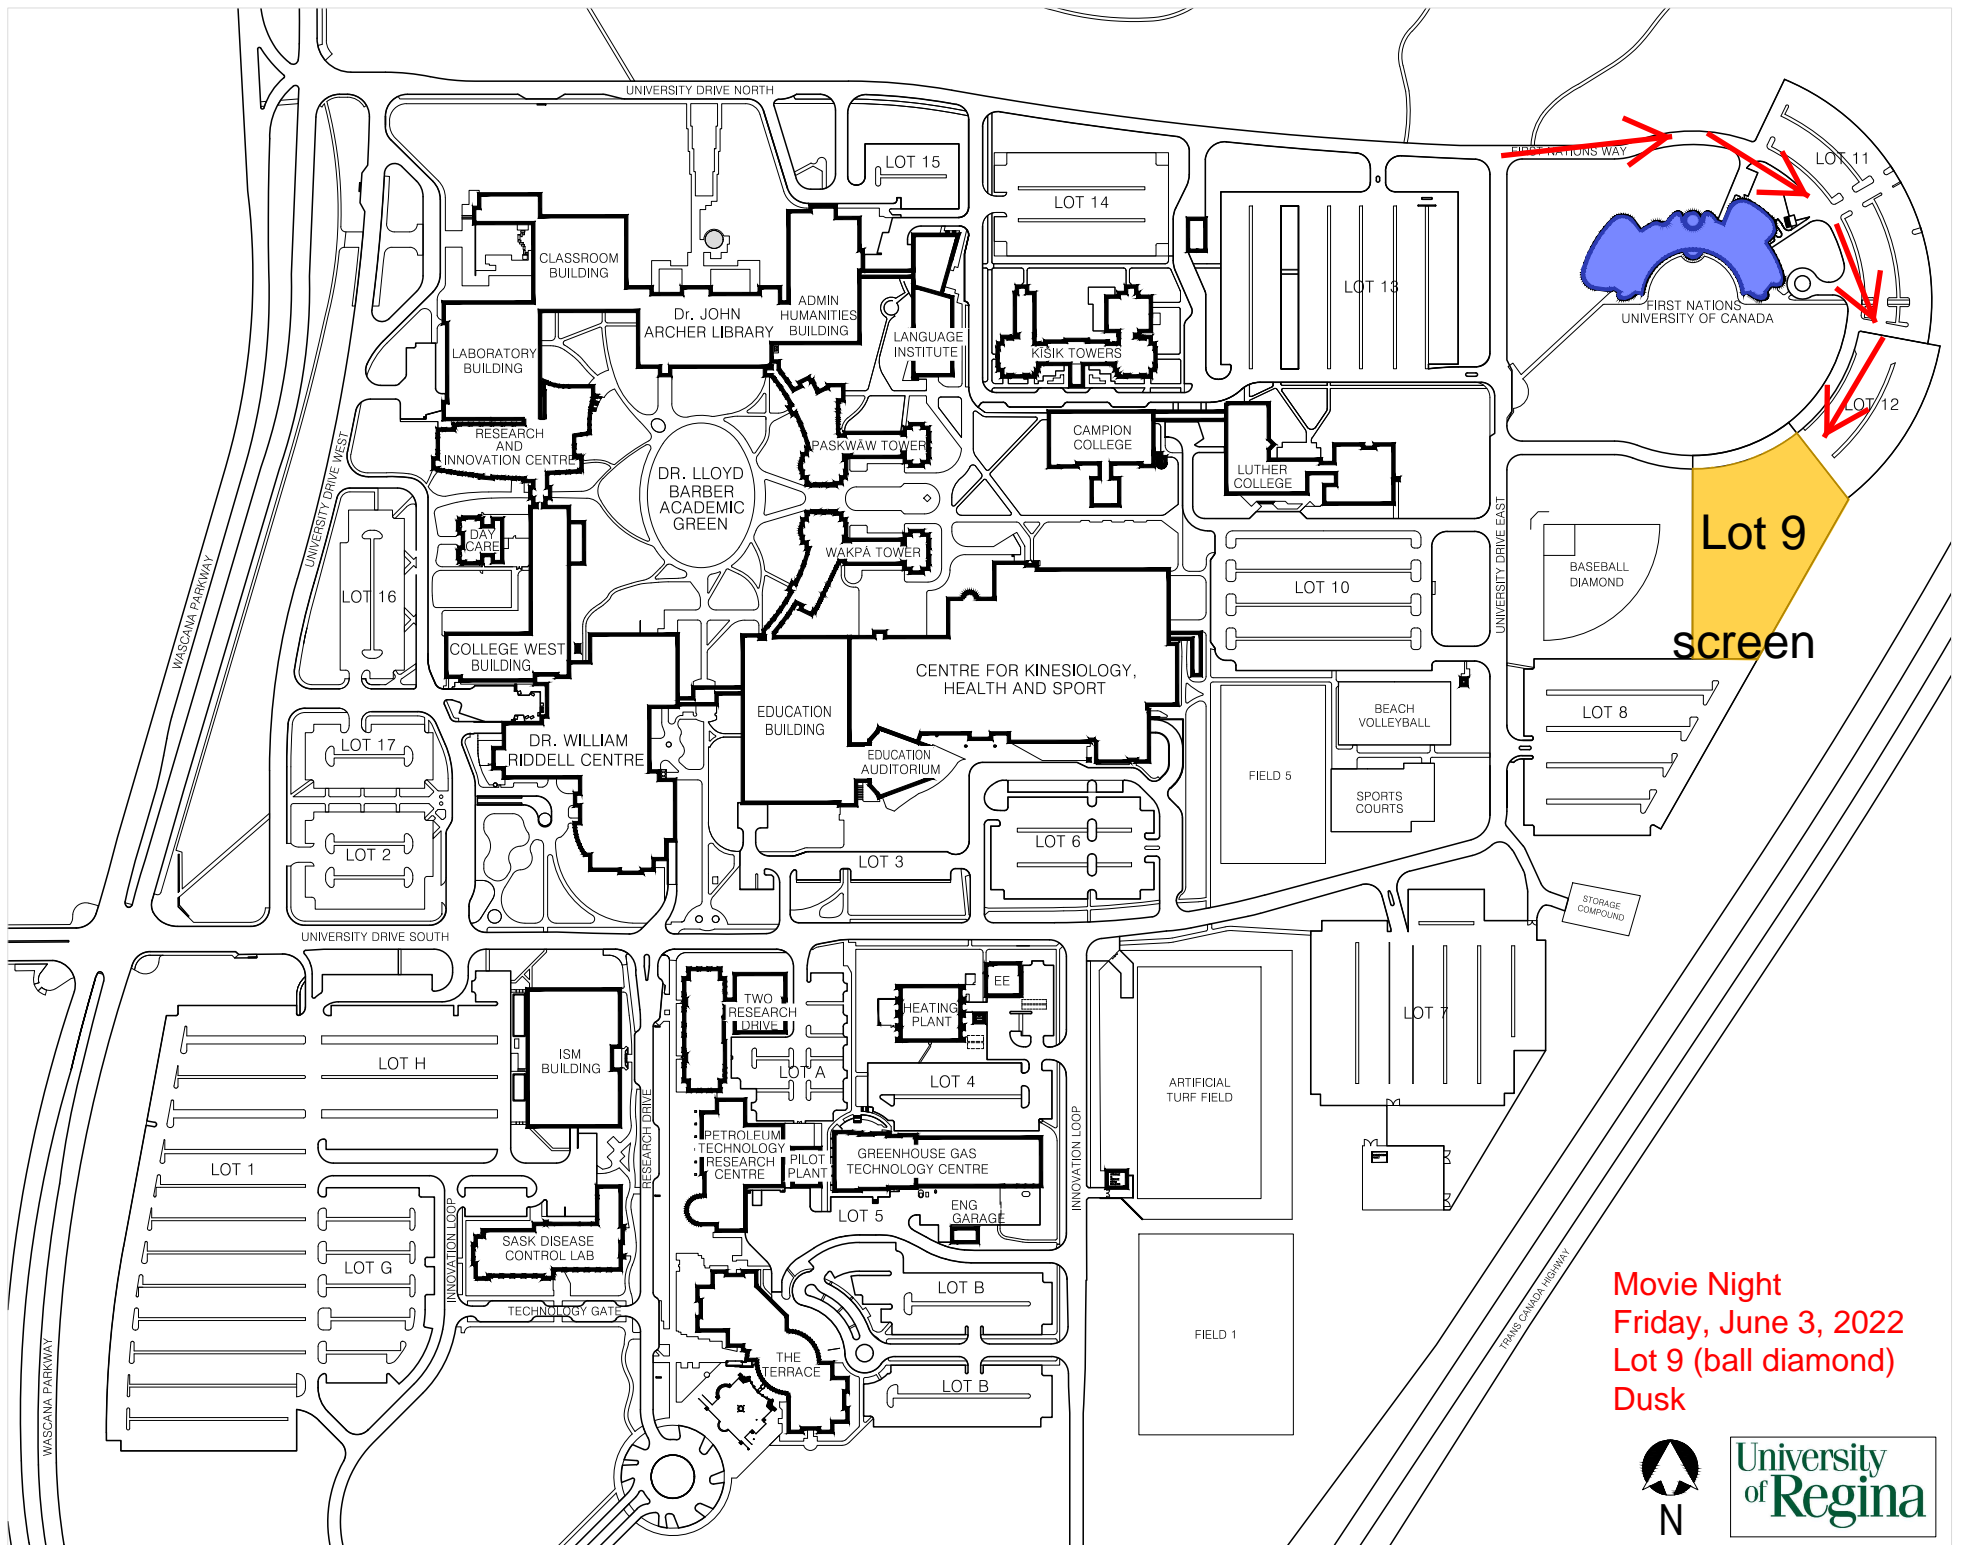 UNIVERSITY DRIVE NORTH
FIRST NATIONS WAY
LOT 11
LOT 15
LOT 14
CLASSROOM
BUILDING
Dr. JOHN
ARCHER LIBRARY
ADMIN
HUMANITIES
BUILDING
LANGUAGE
INSTITUTE
KĪSIK TOWERS
LOT 13
FIRST NATIONS
UNIVERSITY OF CANADA
LABORATORY
BUILDING
LOT 12
RESEARCH
AND
INNOVATION CENTRE
PASKWĀW TOWER
CAMPION
COLLEGE
LUTHER
COLLEGE
UNIVERSITY DRIVE WEST
DR. LLOYD
BARBER
ACADEMIC
GREEN
DAY
CARE
WAKPĀ TOWER
UNIVERSITY DRIVE EAST
Lot 9
BASEBALL
DIAMOND
LOT 10
LOT 16
WASCANA PARKWAY
screen
COLLEGE WEST
BUILDING
CENTRE FOR KINESIOLOGY,
HEALTH AND SPORT
EDUCATION
BUILDING
BEACH
VOLLEYBALL
LOT 8
LOT 17
DR. WILLIAM
RIDDELL CENTRE
EDUCATION
AUDITORIUM
FIELD 5
SPORTS
COURTS
LOT 2
LOT 3
LOT 6
STORAGE
COMPOUND
UNIVERSITY DRIVE SOUTH
TWO
RESEARCH
DRIVE
HEATING
PLANT
EE
LOT 7
LOT H
ISM
BUILDING
LOT A
LOT 4
ARTIFICIAL
TURF FIELD
RESEARCH DRIVE
INNOVATION LOOP
PETROLEUM
TECHNOLOGY
RESEARCH
CENTRE
PILOT
PLANT
GREENHOUSE GAS
TECHNOLOGY CENTRE
LOT 1
LOT 5
ENG
GARAGE
INNOVATION LOOP
SASK DISEASE
CONTROL LAB
LOT G
TECHNOLOGY GATE
LOT B
FIELD 1
TRANS CANADA HIGHWAY
THE
TERRACE
LOT B
WASCANA PARKWAY
Movie Night
Friday, June 3, 2022
Lot 9 (ball diamond)
Dusk
N
University
of Regina